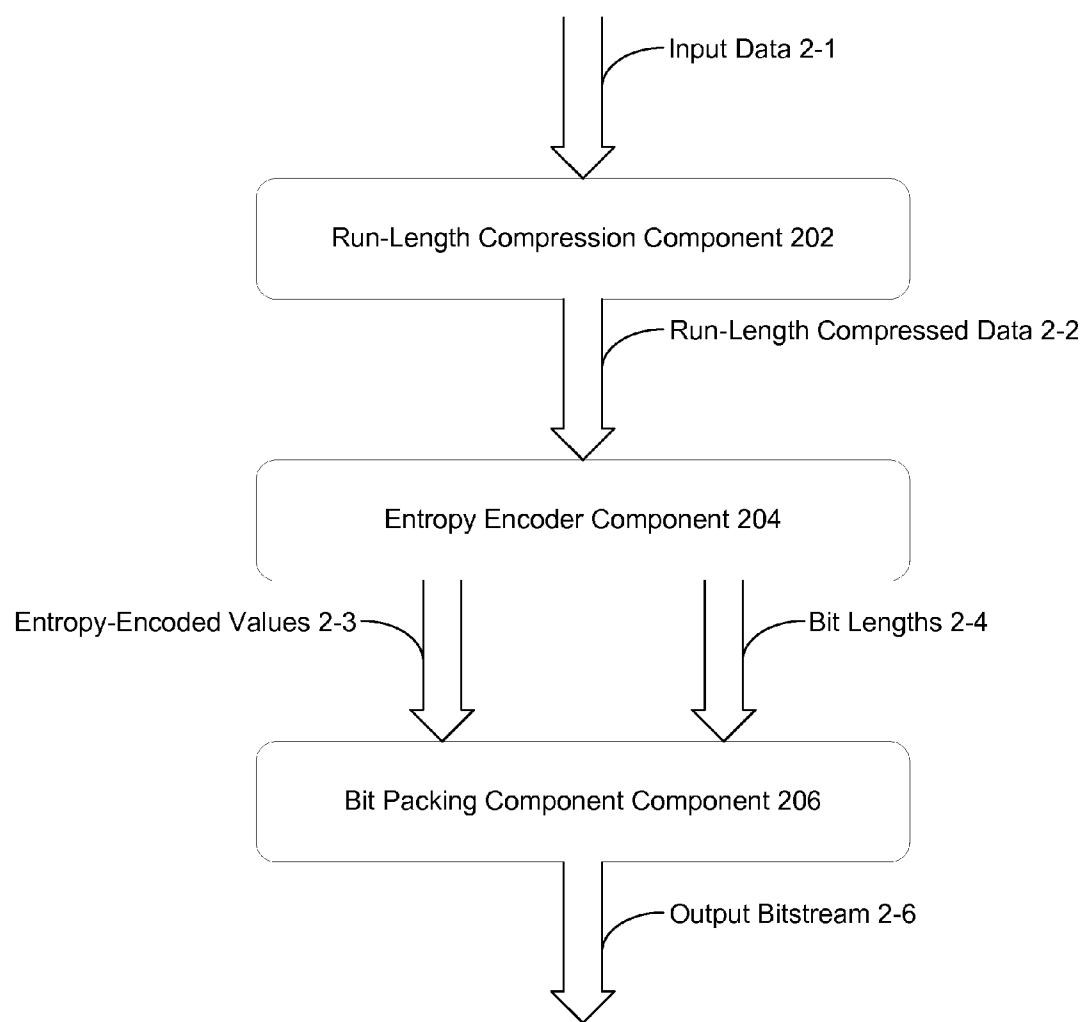 Input Data 2-1
Run-Length Compression Component 202
Run-Length Compressed Data 2-2
Entropy Encoder Component 204
Entropy-Encoded Values 2-3
Bit Lengths 2-4
Bit Packing Component Component 206
Output Bitstream 2-6